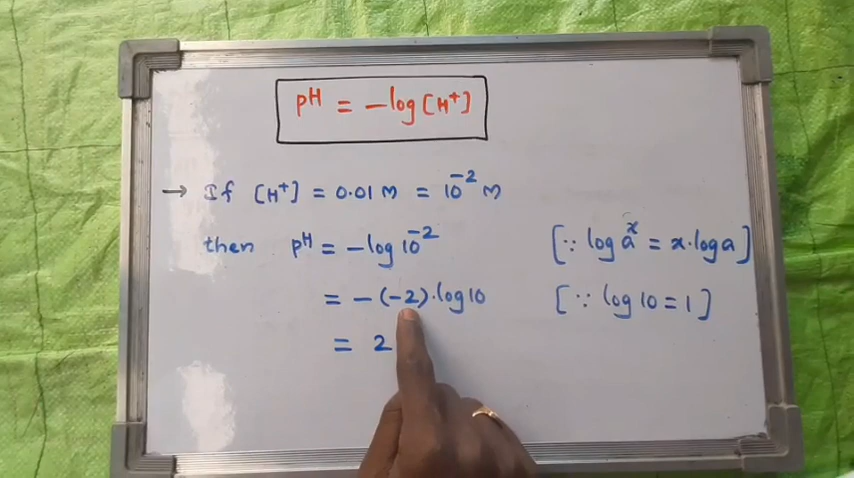 pH = -log [H⁺]
→ If [H⁺] = 0.01 M = 10⁻² M
then pH = -log 10⁻² [∵ log aˣ = x·log a]
= -(-2)·log 10 [∵ log 10 = 1]
= 2